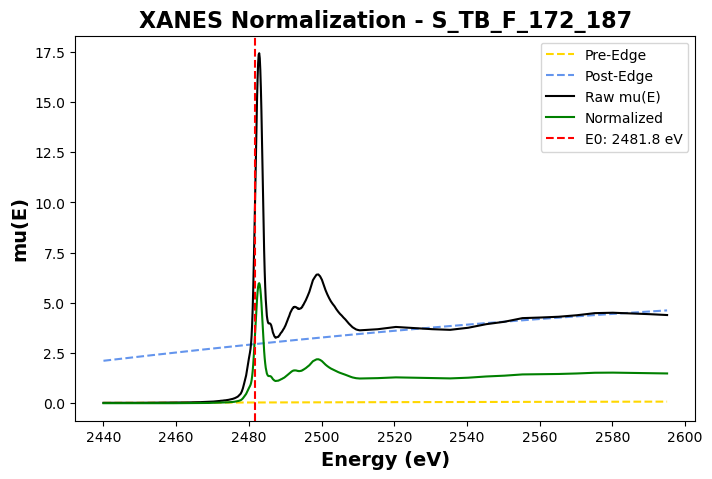 XANES Normalization - S_TB_F_172_187
17.5
15.0
12.5
10.0
7.5
5.0
2.5
0.0
mu(E)
Pre-Edge
Post-Edge
Raw mu(E)
Normalized
E0: 2481.8 eV
2440 2460 2480 2500 2520 2540 2560 2580 2600
Energy (eV)